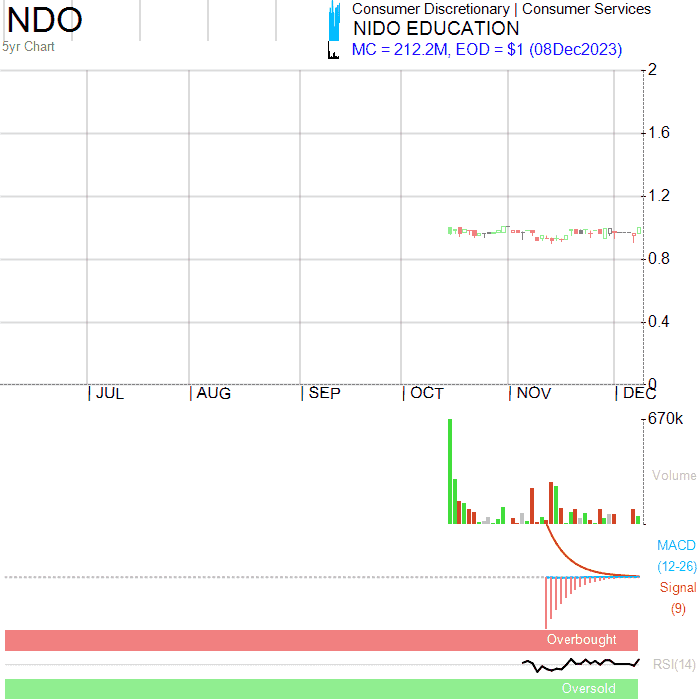 NDO
5yr Chart
Consumer Discretionary | Consumer Services
NIDO EDUCATION
MC = 212.2M, EOD = $1 (08Dec2023)
2
1.6
1.2
0.8
0.4
0
JUL AUG SEP OCT NOV DEC
670k
Volume
MACD
(12-26)
Signal
(9)
Overbought
RSI(14)
Oversold